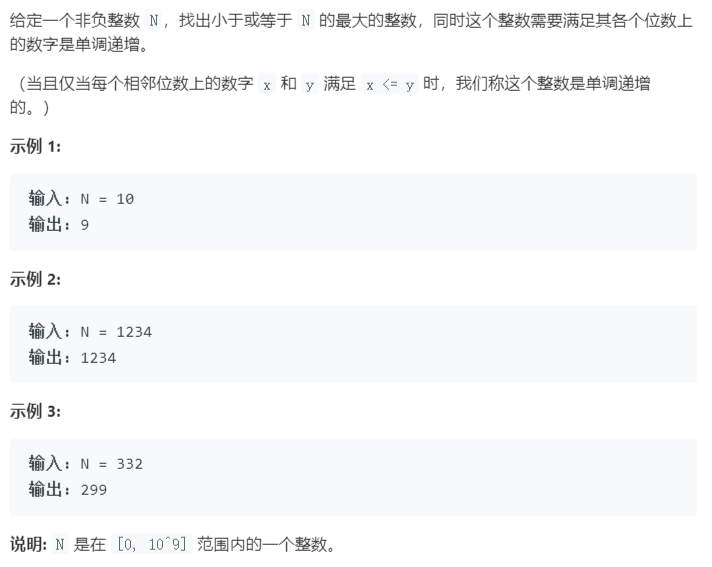 给定一个非负整数 N，找出小于或等于 N 的最大的整数，同时这个整数需要满足其各个位数上
的数字是单调递增。
（当且仅当每个相邻位数上的数字 x 和 y 满足 x <= y 时，我们称这个整数是单调递增
的。）
示例 1:
输入: N = 10
输出: 9
示例 2:
输入: N = 1234
输出: 1234
示例 3:
输入: N = 332
输出: 299
说明: N 是在 [0, 10^9] 范围内的一个整数。